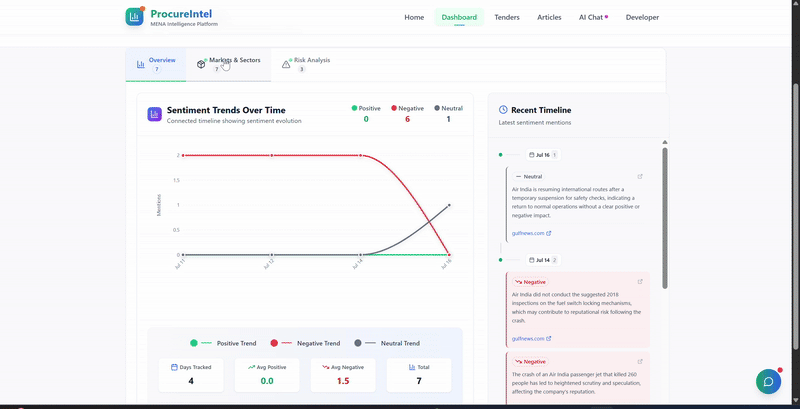 ProcureIntel
MENA Intelligence Platform
Home
Dashboard
Tenders
Articles
AI Chat
Developer
Overview
7
Markets & Sectors
7
Risk Analysis
3
Sentiment Trends Over Time
Connected timeline showing sentiment evolution
Positive
0
Negative
6
Neutral
1
Mentions
2
1.5
1
0.5
0
Jul 12
Jul 14
Jul 16
Positive Trend
Negative Trend
Neutral Trend
Days Tracked
4
Avg Positive
0.0
Avg Negative
1.5
Total
7
Recent Timeline
Latest sentiment mentions
Jul 16 1
Neutral
Air India is resuming international routes after a
temporary suspension for safety checks, indicating a
return to normal operations without a clear positive or
negative impact.
gulfnews.com
Jul 14 2
Negative
Air India did not conduct the suggested 2018
inspections on the fuel switch locking mechanisms,
which may contribute to reputational risk following the
crash.
gulfnews.com
Negative
The crash of an Air India passenger jet that killed 260
people has led to heightened scrutiny and speculation,
affecting the company's reputation.